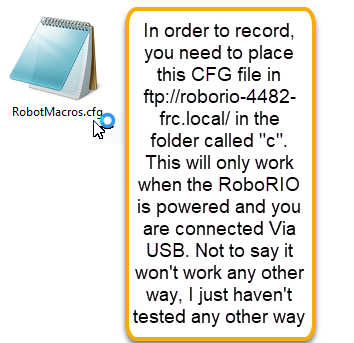 RobotMacros.cfg
In order to record,
you need to place
this CFG file in
ftp://roborio-4482-
frc.local/ in the
folder called "c".
This will only work
when the RoboRIO
is powered and you
are connected Via
USB. Not to say it
won't work any other
way, I just haven't
tested any other way